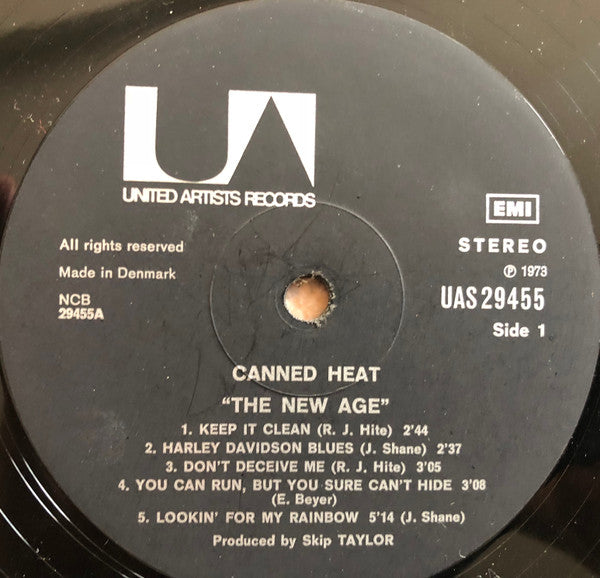 UA
UNITED ARTISTS RECORDS
EMI
All rights reserved
STEREO
Made in Denmark
℗ 1973
NCB
29455A
UAS 29455
Side 1
CANNED HEAT
“THE NEW AGE”
1. KEEP IT CLEAN (R. J. Hite) 2’44
2. HARLEY DAVIDSON BLUES (J. Shane) 2’37
3. DON’T DECEIVE ME (R. J. Hite) 3’05
4. YOU CAN RUN, BUT YOU SURE CAN’T HIDE 3’08
(E. Beyer)
5. LOOKIN’ FOR MY RAINBOW 5’14 (J. Shane)
Produced by Skip TAYLOR